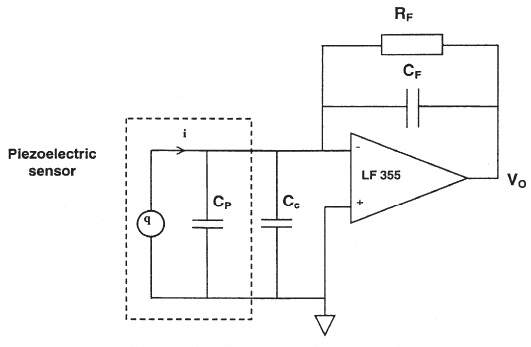 R_F
C_F
i
Piezoelectric
sensor
-
LF 355
q
C_P
C_c
+
V_o